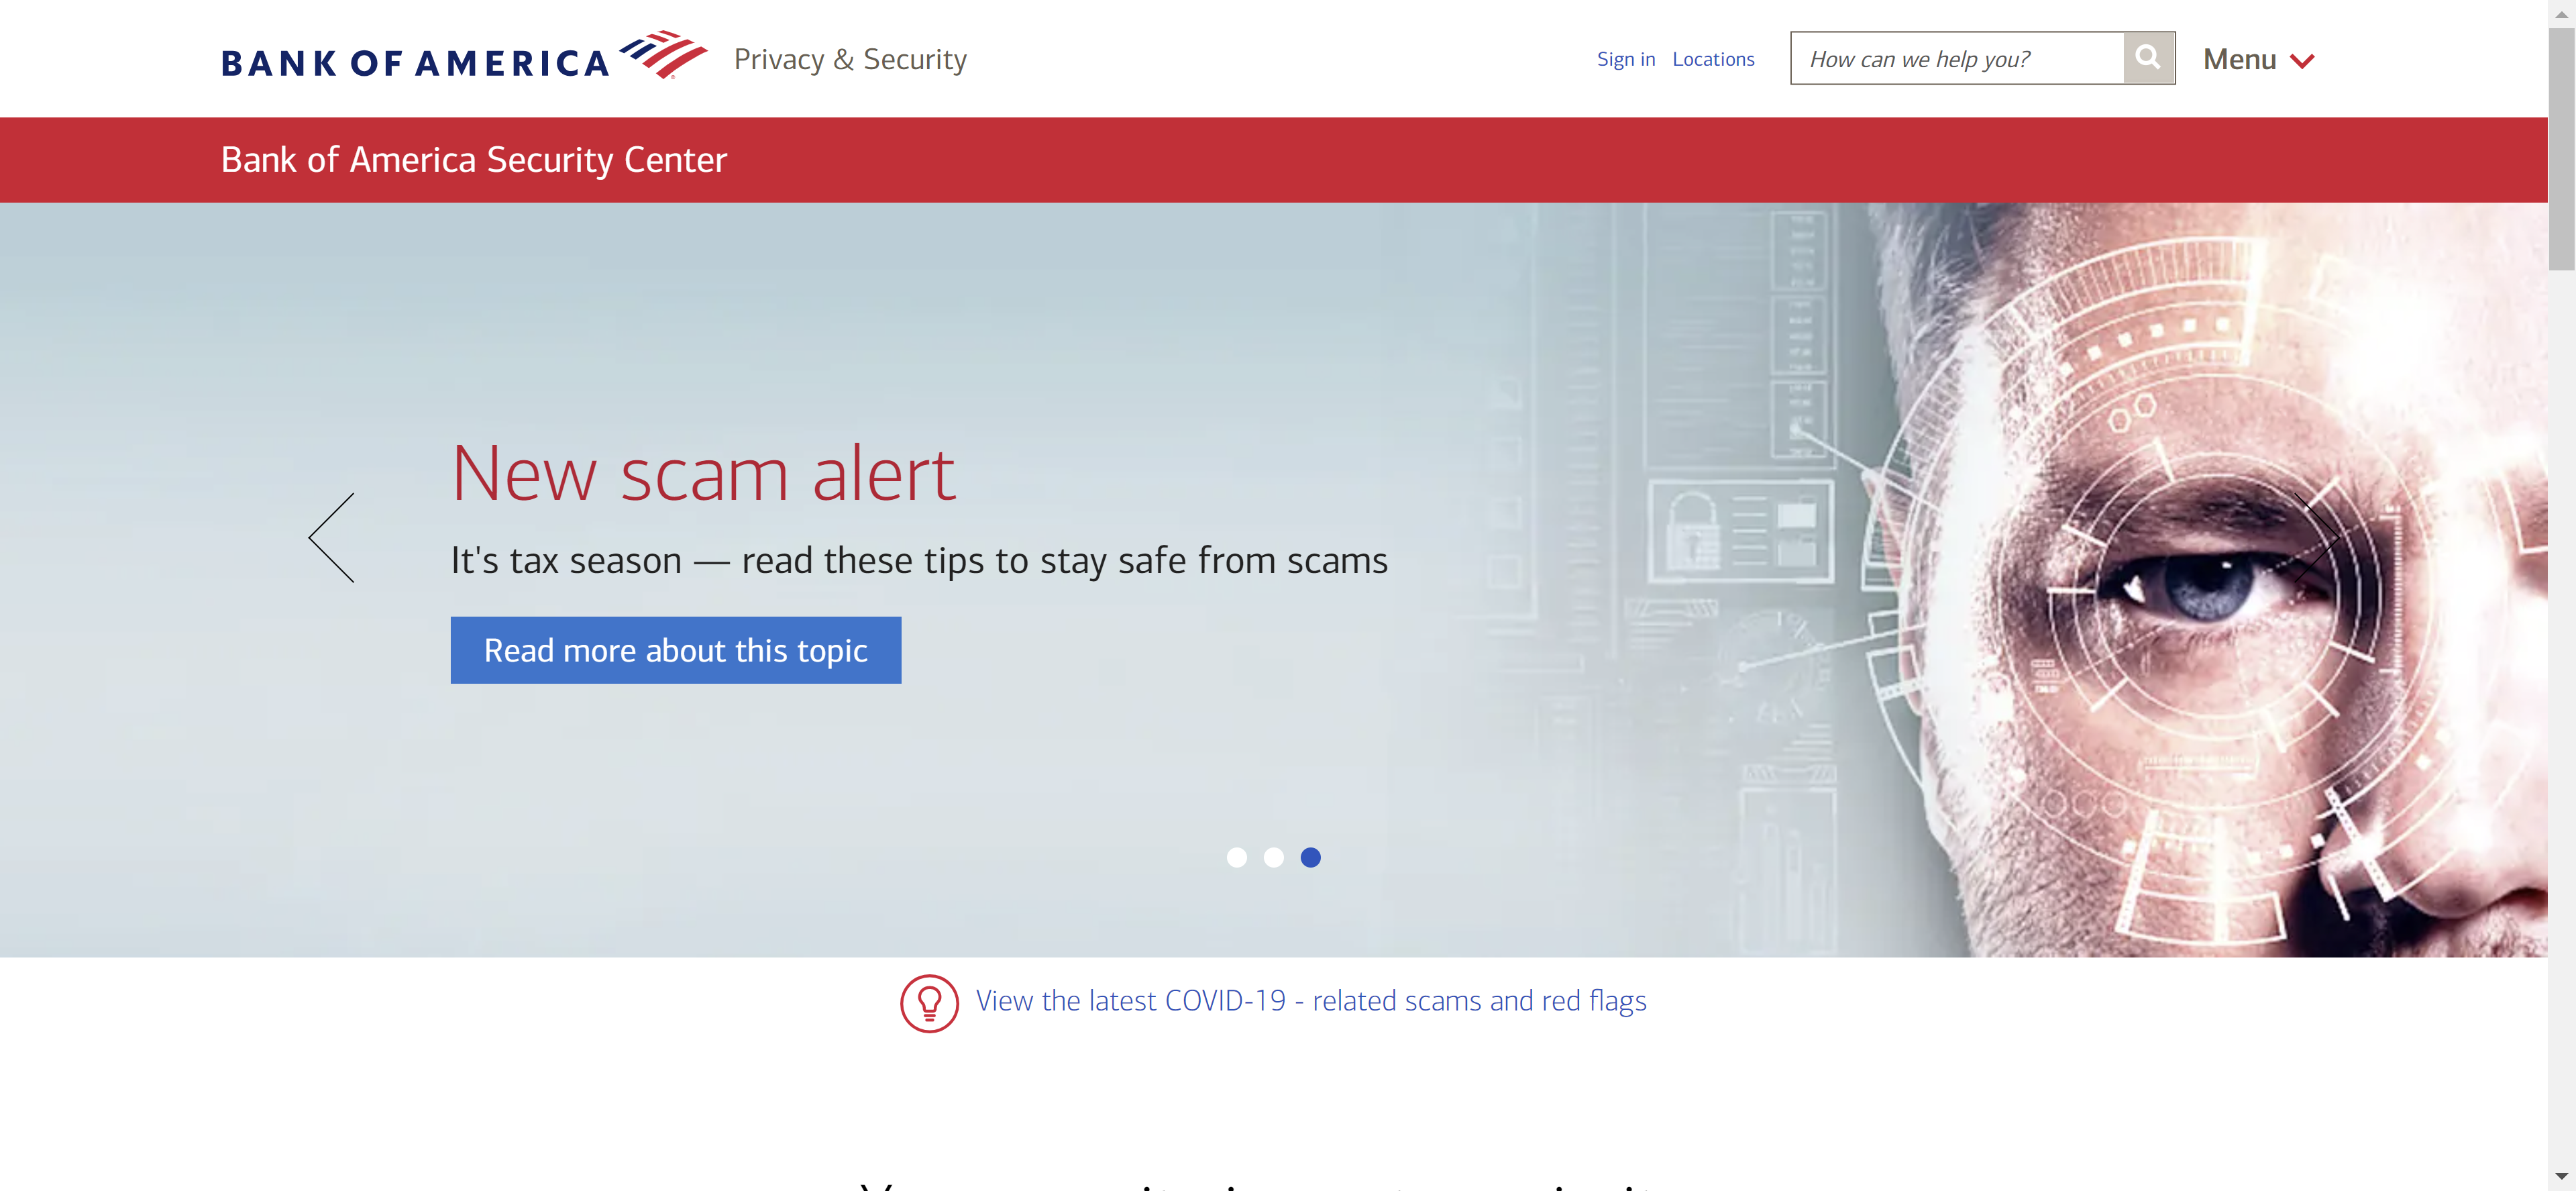 BANK OF AMERICA
Privacy & Security
Sign in
Locations
How can we help you?
Menu
Bank of America Security Center
New scam alert
It's tax season — read these tips to stay safe from scams
Read more about this topic
View the latest COVID-19 - related scams and red flags